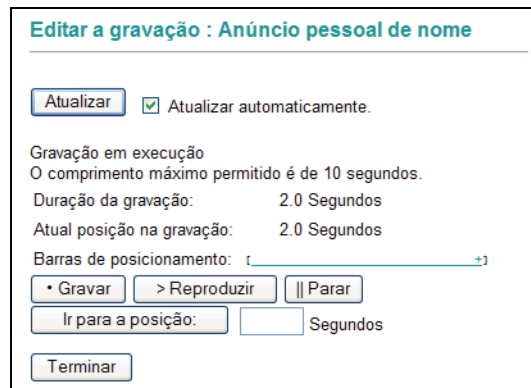 Editar a gravação : Anúncio pessoal de nome
Atualizar Atualizar automaticamente.
Gravação em execução
O comprimento máximo permitido é de 10 segundos.
Duração da gravação: 2.0 Segundos
Atual posição na gravação: 2.0 Segundos
Barras de posicionamento: [ +]
• Gravar > Reproduzir || Parar
Ir para a posição: Segundos
Terminar